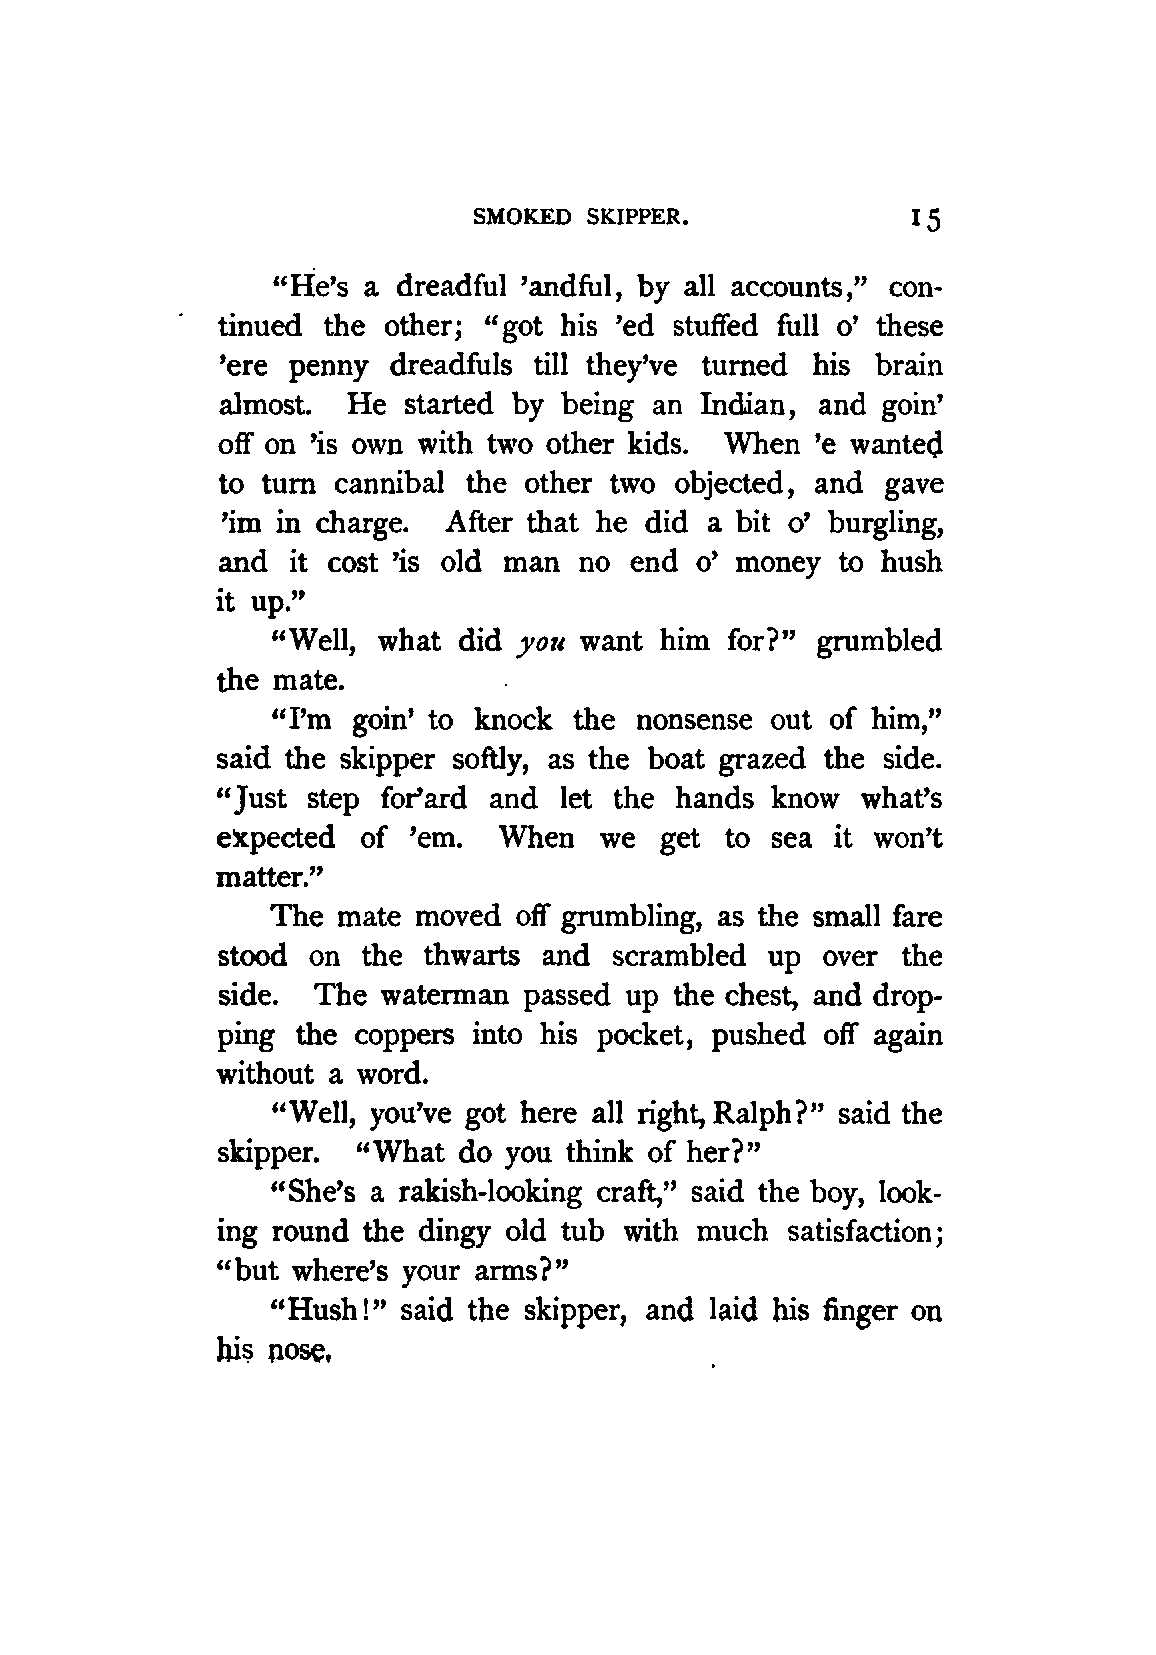 SMOKED SKIPPER. 15
“He’s a dreadful ’andful, by all accounts,” con-
tinued the other; “got his ’ed stuffed full o’ these
’ere penny dreadfuls till they’ve turned his brain
almost. He started by being an Indian, and goin’
off on ’is own with two other kids. When ’e wanted
to turn cannibal the other two objected, and gave
’im in charge. After that he did a bit o’ burgling,
and it cost ’is old man no end o’ money to hush
it up.”
“Well, what did you want him for?” grumbled
the mate.
“I’m goin’ to knock the nonsense out of him,”
said the skipper softly, as the boat grazed the side.
“Just step for’ard and let the hands know what’s
expected of ’em. When we get to sea it won’t
matter.”
The mate moved off grumbling, as the small fare
stood on the thwarts and scrambled up over the
side. The waterman passed up the chest, and drop-
ping the coppers into his pocket, pushed off again
without a word.
“Well, you’ve got here all right, Ralph?” said the
skipper. “What do you think of her?”
“She’s a rakish-looking craft,” said the boy, look-
ing round the dingy old tub with much satisfaction;
“but where’s your arms?”
“Hush!” said the skipper, and laid his finger on
his nose.